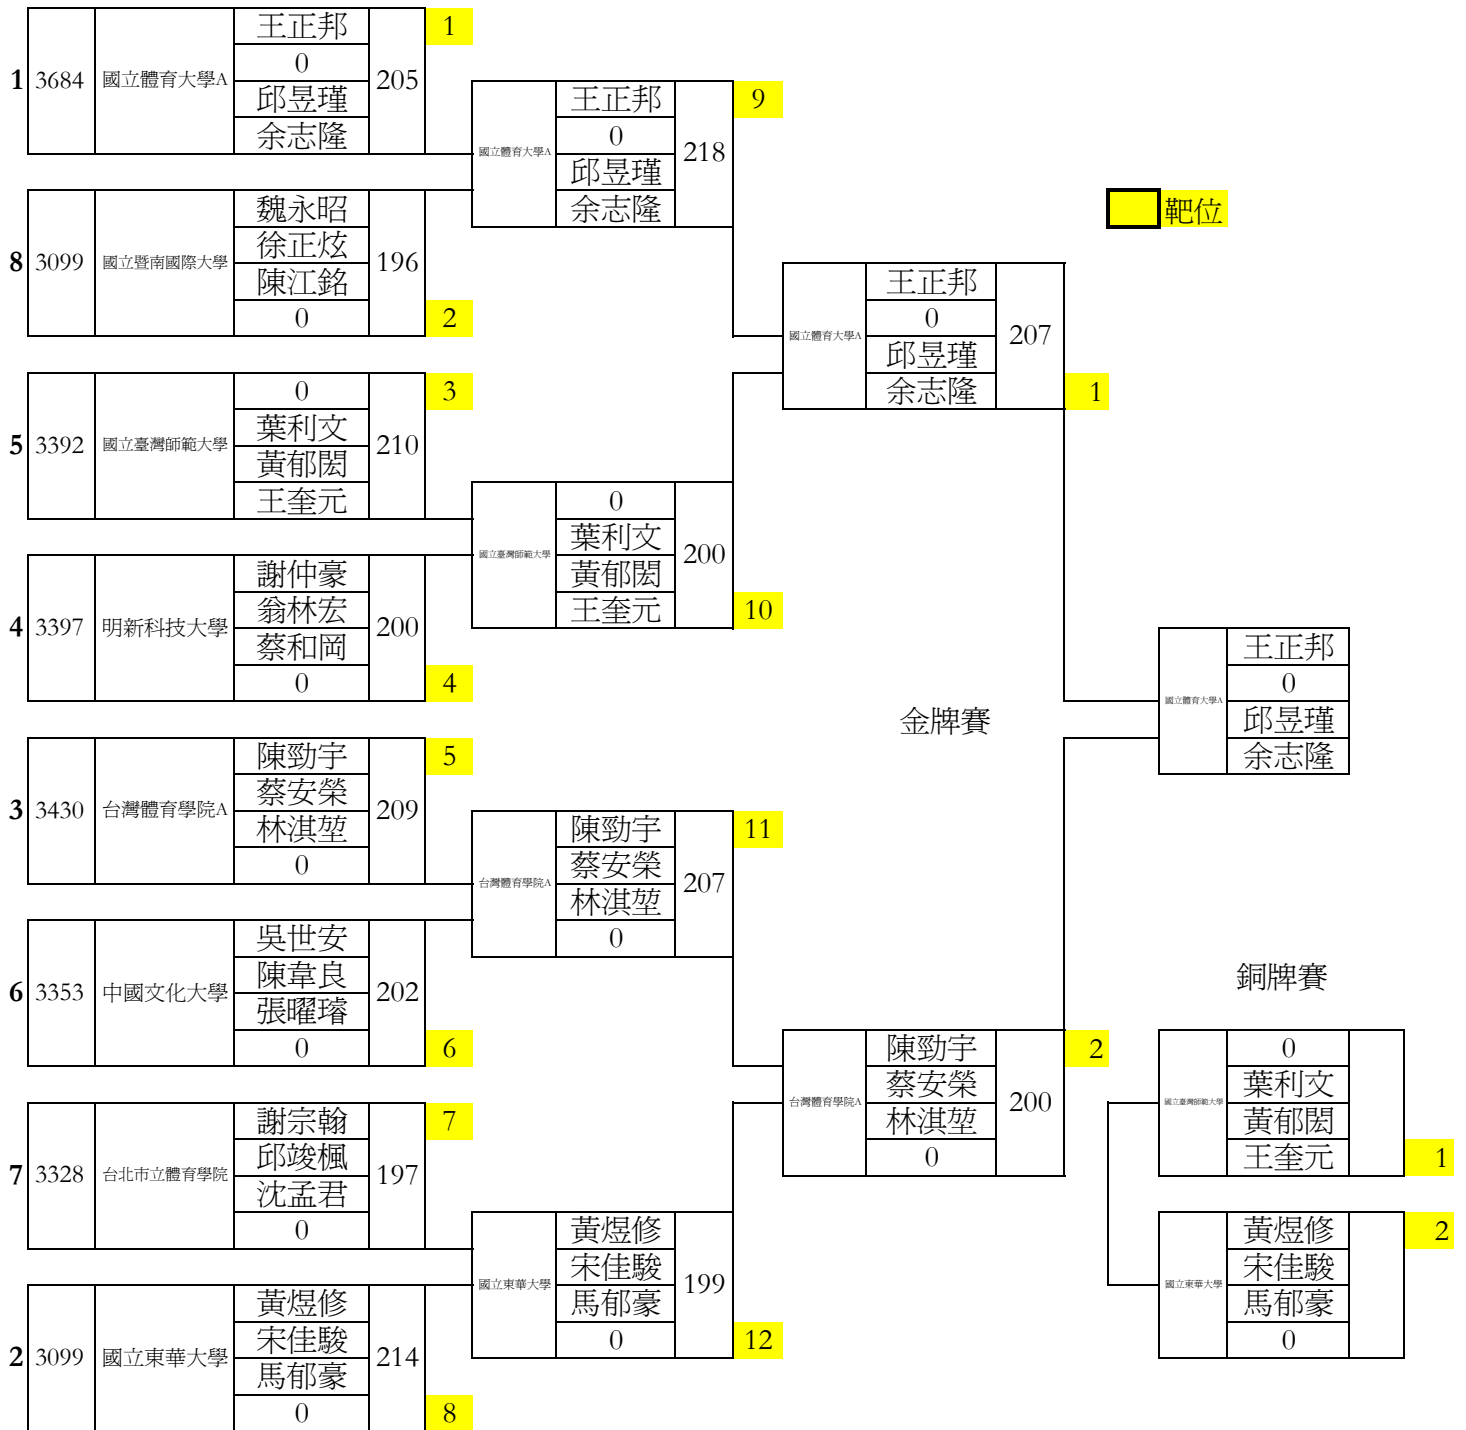 1 3684 國立體育大學A 王正邦 0 邱昱瑾 余志隆 205 1
8 3099 國立暨南國際大學 魏永昭 徐正炫 陳江銘 0 196 2
5 3392 國立臺灣師範大學 0 葉利文 黃郁閎 王奎元 210 3
4 3397 明新科技大學 謝仲豪 翁林宏 蔡和岡 0 200 4
3 3430 台灣體育學院A 陳勁宇 蔡安榮 林淇堃 0 209 5
6 3353 中國文化大學 吳世安 陳韋良 張曜璿 0 202 6
7 3328 台北市立體育學院 謝宗翰 邱竣楓 沈孟君 0 197 7
2 3099 國立東華大學 黃煜修 宋佳駿 馬郁豪 0 214 8
國立體育大學A 王正邦 0 邱昱瑾 余志隆 218 9
國立臺灣師範大學 0 葉利文 黃郁閎 王奎元 200 10
台灣體育學院A 陳勁宇 蔡安榮 林淇堃 0 207 11
國立東華大學 黃煜修 宋佳駿 馬郁豪 0 199 12
靶位
國立體育大學A 王正邦 0 邱昱瑾 余志隆 207 1
金牌賽
台灣體育學院A 陳勁宇 蔡安榮 林淇堃 0 200 2
國立體育大學A 王正邦 0 邱昱瑾 余志隆
銅牌賽
國立臺灣師範大學 0 葉利文 黃郁閎 王奎元 1
國立東華大學 黃煜修 宋佳駿 馬郁豪 0 2